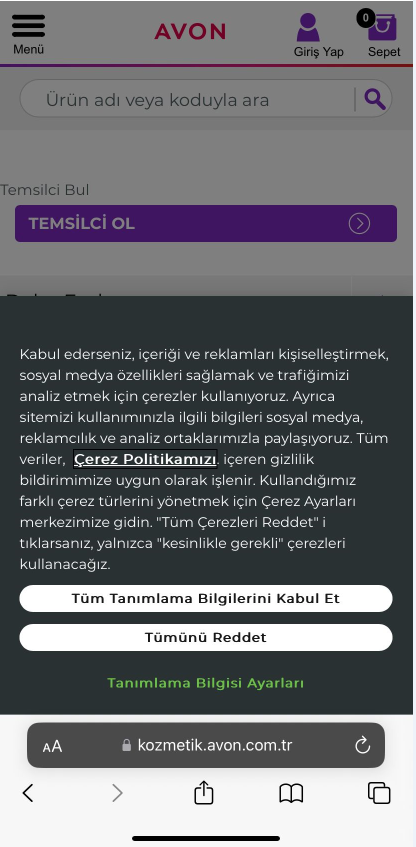 AVON
0
Menü
Giriş Yap
Sepet
Ürün adı veya koduyla ara
Temsilci Bul
TEMSİLCİ OL
Kabul ederseniz, içeriği ve reklamları kişiselleştirmek,
sosyal medya özellikleri sağlamak ve trafiğimizi
analiz etmek için çerezler kullanıyoruz. Ayrıca
sitemizi kullanımınızla ilgili bilgileri sosyal medya,
reklamcılık ve analiz ortaklarımızla paylaşıyoruz. Tüm
veriler, Çerez Politikamızı, içeren gizlilik
bildirimimize uygun olarak işlenir. Kullandığımız
farklı çerez türlerini yönetmek için Çerez Ayarları
merkezimize gidin. "Tüm Çerezleri Reddet" i
tıklarsanız, yalnızca "kesinlikle gerekli" çerezleri
kullanacağız.
Tüm Tanımlama Bilgilerini Kabul Et
Tümünü Reddet
Tanımlama Bilgisi Ayarları
AA
kozmetik.avon.com.tr